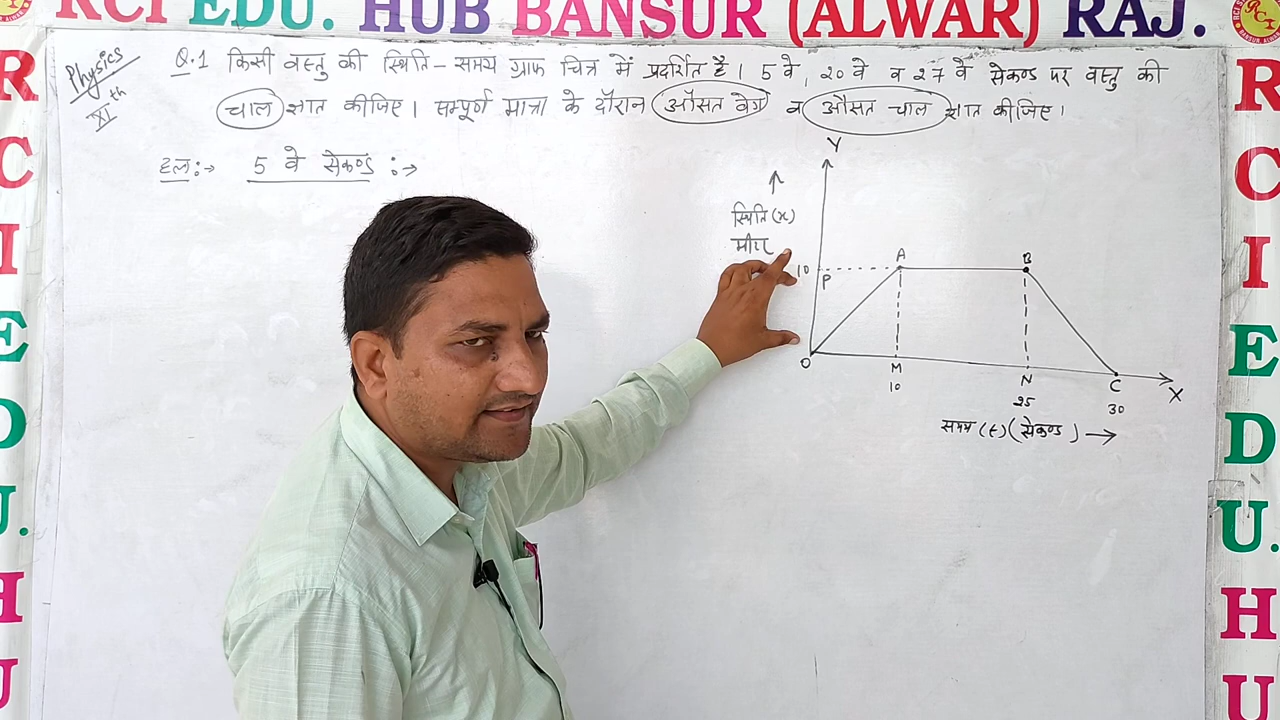 RCI EDU. HUB BANSUR (ALWAR) RAJ.
Physics
XIth
Q.1 किसी वस्तु की स्थिति - समय ग्राफ चित्र में प्रदर्शित है। 5 वे, 20 वे व 27 वे सेकण्ड पर वस्तु की
चाल ज्ञात कीजिए। सम्पूर्ण यात्रा के दौरान औसत वेग व औसत चाल ज्ञात कीजिए।
हल:→ 5 वे सेकण्ड :→
Y
स्थिति (x)
मीटर
10
P
A
B
O
M
10
N
25
C
30
X
समय (t) (सेकण्ड) →
R
C
I
E
D
U.
H
U
R
C
I
E
D
U.
H
U